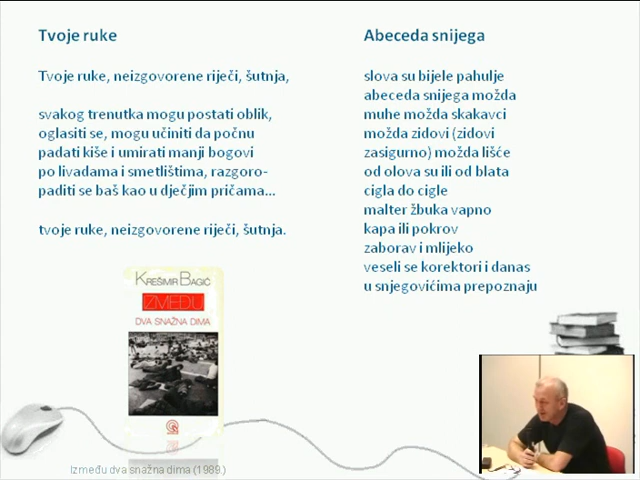 Tvoje ruke
Tvoje ruke, neizgovorene riječi, šutnja,
svakog trenutka mogu postati oblik,
oglasiti se, mogu učiniti da počnu
padati kiše i umirati manji bogovi
po livadama i smetlištima, razgoro-
paditi se baš kao u dječjim pričama...
tvoje ruke, neizgovorene riječi, šutnja.
Abeceda snijega
slova su bijele pahulje
abeceda snijega možda
muhe možda skakavci
možda zidovi (zidovi
zasigurno) možda lišće
od olova su ili od blata
cigla do cigle
malter žbuka vapno
kapa ili pokrov
zaborav i mlijeko
veseli se korektori i danas
u snjegovićima prepoznaju
KREŠIMIR BAGIĆ
IZMEĐU
DVA SNAŽNA DIMA
Između dva snažna dima (1989.)